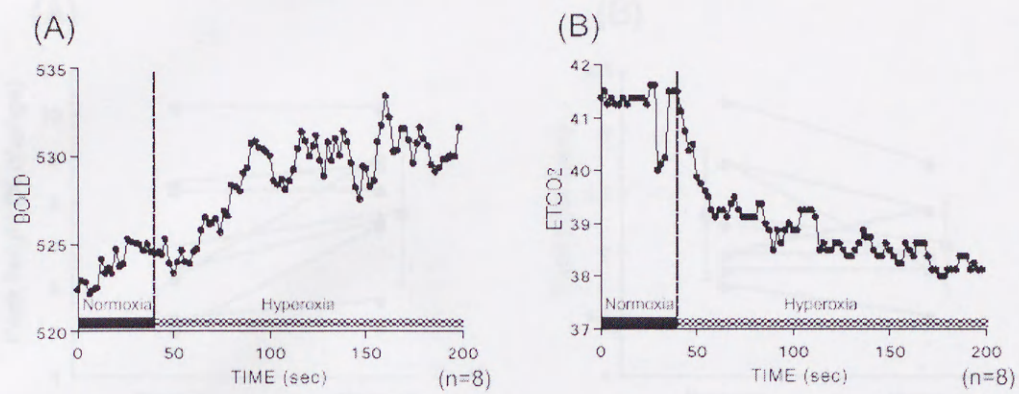 (A)
(B)
535
530
525
520
BOLD
Normoxia
Hyperoxia
0
50
100
150
200
TIME (sec)
(n=8)
42
41
40
39
38
37
ETCO2
Normoxia
Hyperoxia
0
50
100
150
200
TIME (sec)
(n=8)